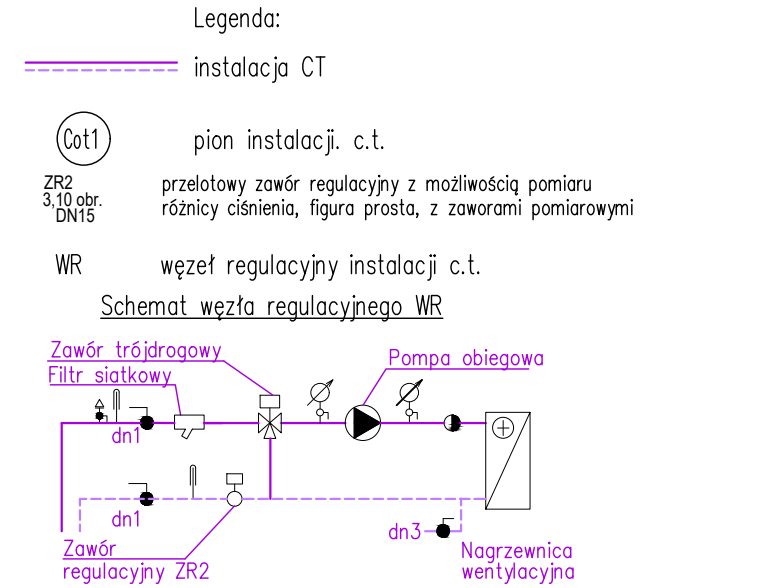 Legenda:
instalacja CT
Cot1
pion instalacji. c.t.
ZR2
3,10 obr.
DN15
przelotowy zawór regulacyjny z możliwością pomiaru
różnicy ciśnienia, figura prosta, z zaworami pomiarowymi
WR
węzeł regulacyjny instalacji c.t.
Schemat węzła regulacyjnego WR
Zawór trójdrogowy
Filtr siatkowy
Pompa obiegowa
dn1
dn1
dn3
Zawór
regulacyjny ZR2
Nagrzewnica
wentylacyjna